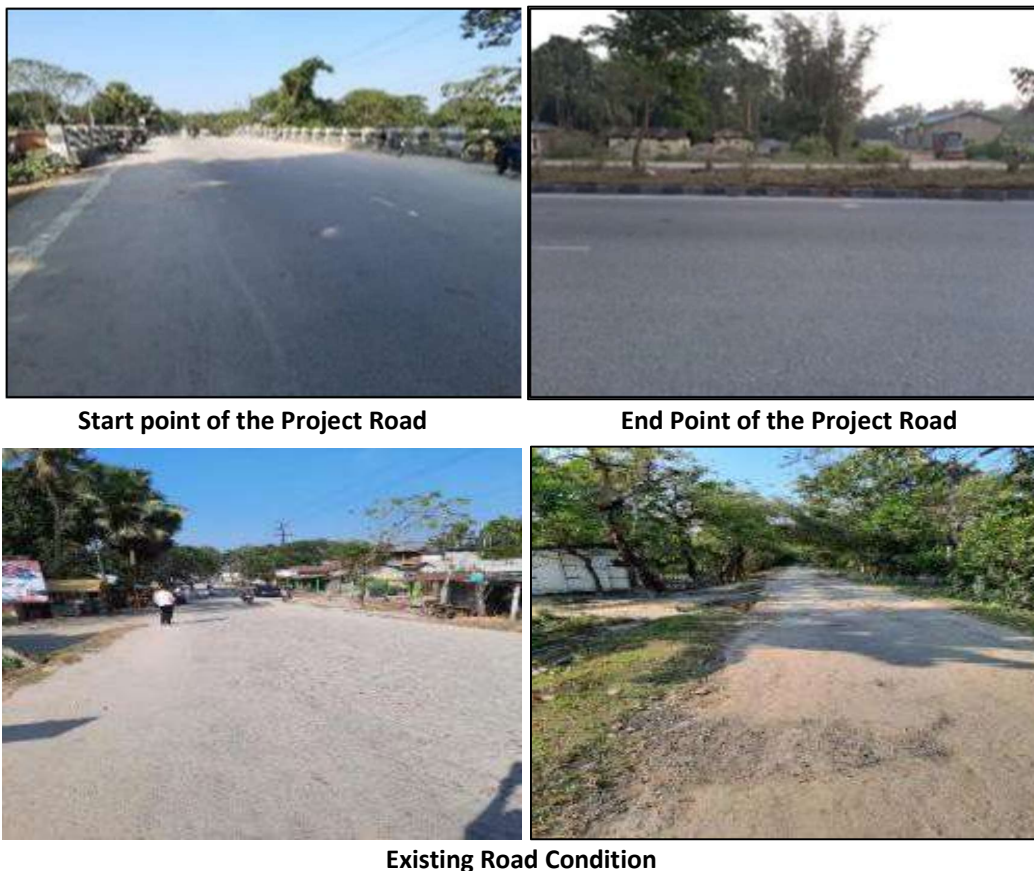 Start point of the Project Road
End Point of the Project Road
Existing Road Condition